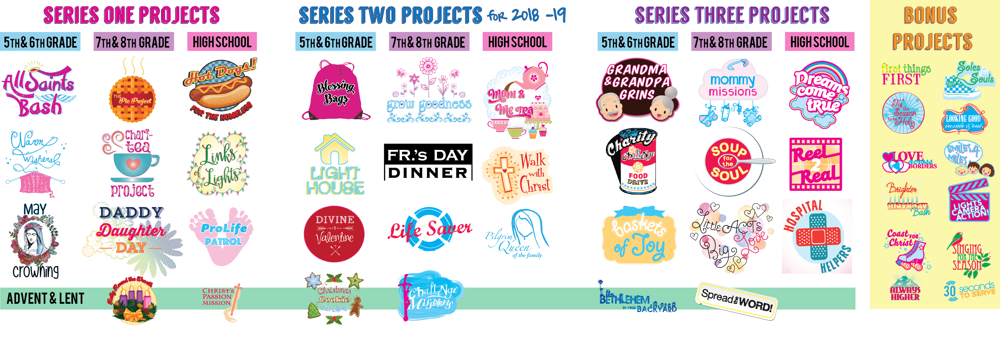 SERIES ONE PROJECTS
5TH & 6TH GRADE
7TH & 8TH GRADE
HIGH SCHOOL
All Saints
Bash
THE
Pie Project
Hot Dogs!
FOR THE HOMELESS
Warm
Wishers!
Chari-
tea
project
Links
of Lights
May
crowning
DADDY
Daughter
DAY
ProLife
PATROL
SERIES TWO PROJECTS for 2018 -19
5TH & 6TH GRADE
7TH & 8TH GRADE
HIGH SCHOOL
Blessing
Bags
grow goodness
Mom &
Me Tea
LIGHT
HOUSE
FR.'s DAY
DINNER
Walk
with
Christ
DIVINE
Valentine
Life Saver
Pilgrim
Queen
of the family
SERIES THREE PROJECTS
5TH & 6TH GRADE
7TH & 8TH GRADE
HIGH SCHOOL
GRANDMA
& GRANDPA
GRINS
mommy
missions
Dreams
come
tRue
Charity
Challenge
FOOD
DRIVE
SOUP
for
the
SOUL
Reel
2
Real
baskets
of Joy
Little Acts
Big Love
HOSPITAL
HELPERS
ADVENT & LENT
Rally Round the Wreath
CHRIST'S
PASSION
MISSION
Christmas
Cookie
Caroling
Challenge
Missions
BETHLEHEM
IN YOUR BACKYARD
Spread the WORD!
BONUS
PROJECTS
first things
FIRST
Soles
for
Souls
Tis'
the
Season
to be Holy
LOOKING GOOD
inside & out.
LOVE
across
BORDERS
SMILES 4
MILES
Brighter
BIRTHDAY
Bash
LIGHTS
CAMERA
ACTION!
Coast FOR
Christ
SINGING
FOR THE
SEASON
ALWAYS
HIGHER
30 seconds
TO SERVE